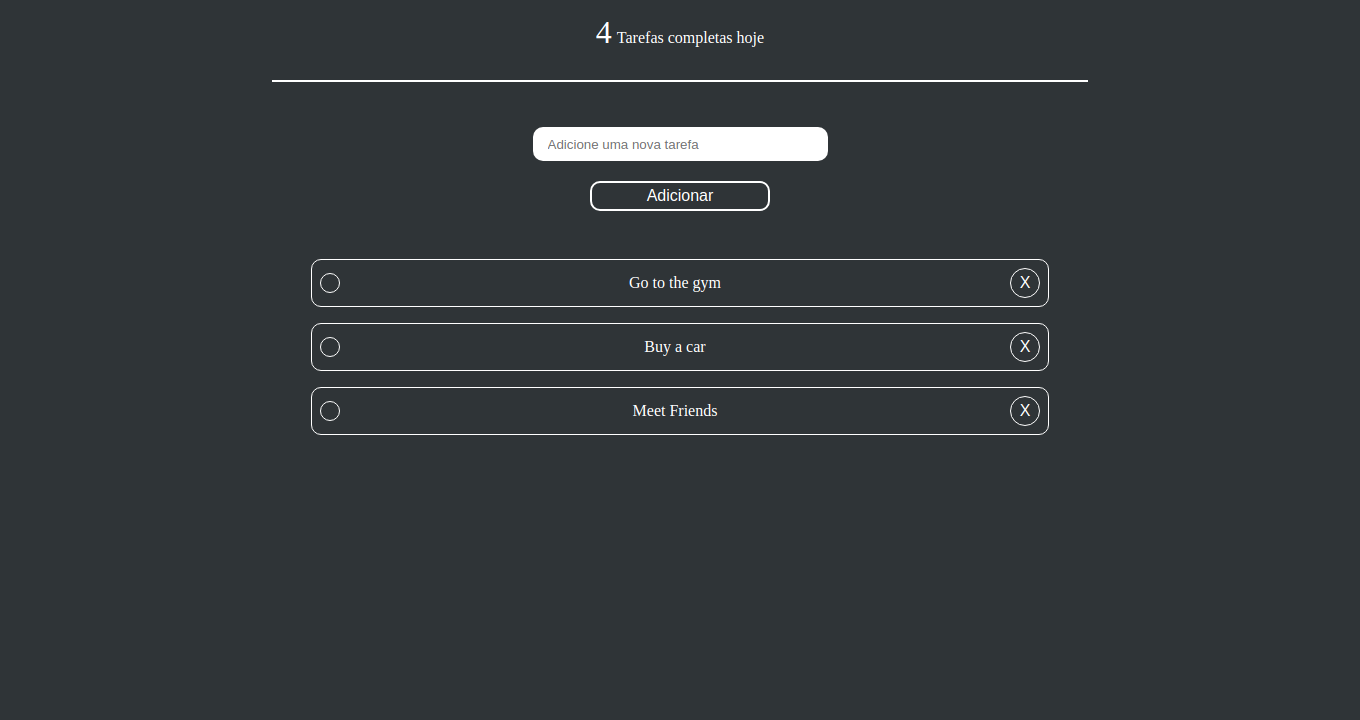 4 Tarefas completas hoje
Adicione uma nova tarefa
Adicionar
Go to the gym X
Buy a car X
Meet Friends X